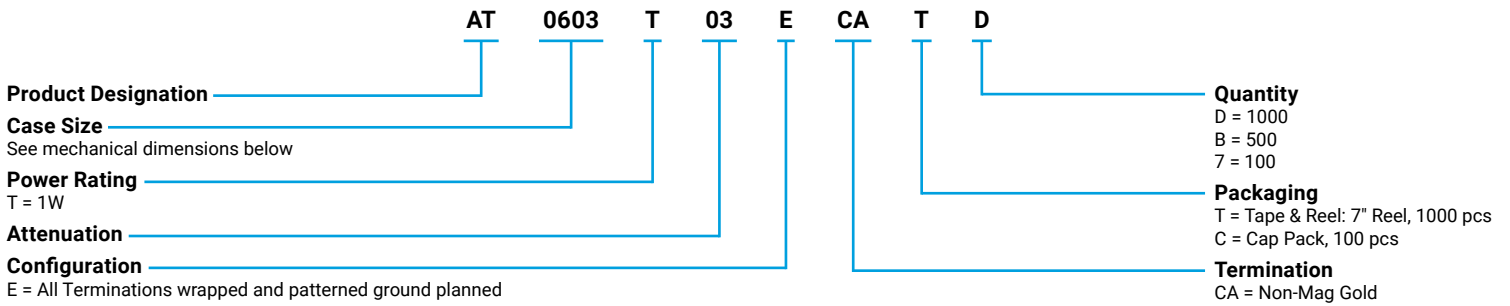 AT 0603 T 03 E CA T D
Product Designation
Case Size
See mechanical dimensions below
Power Rating
T = 1W
Attenuation
Configuration
E = All Terminations wrapped and patterned ground planned
Quantity
D = 1000
B = 500
7 = 100
Packaging
T = Tape & Reel: 7" Reel, 1000 pcs
C = Cap Pack, 100 pcs
Termination
CA = Non-Mag Gold